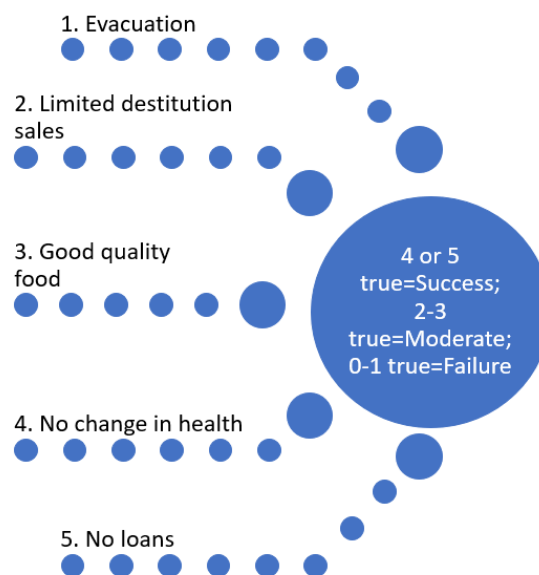 1. Evacuation
2. Limited destitution
sales
3. Good quality
food
4 or 5
true=Success;
2-3
true=Moderate;
0-1 true=Failure
4. No change in health
5. No loans